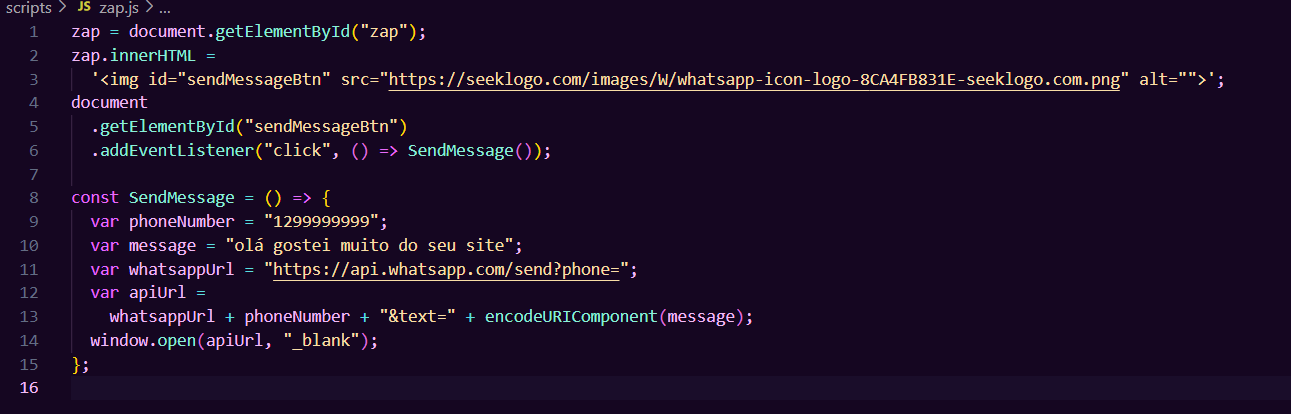 scripts > JS zap.js > ...
1 zap = document.getElementById("zap");
2 zap.innerHTML =
3 '<img id="sendMessageBtn" src="https://seeklogo.com/images/W/whatsapp-icon-logo-8CA4FB831E-seeklogo.com.png" alt="">';
4 document
5 .getElementById("sendMessageBtn")
6 .addEventListener("click", () => SendMessage());
7
8 const SendMessage = () => {
9 var phoneNumber = "1299999999";
10 var message = "olá gostei muito do seu site";
11 var whatsappUrl = "https://api.whatsapp.com/send?phone=";
12 var apiUrl =
13 whatsappUrl + phoneNumber + "&text=" + encodeURIComponent(message);
14 window.open(apiUrl, "_blank");
15 };
16